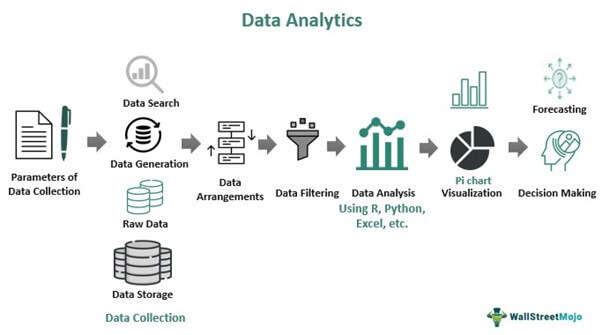 Data Analytics
Parameters of
Data Collection
Data Search
Data Generation
Raw Data
Data Storage
Data Collection
Data
Arrangements
Data Filtering
Data Analysis
Using R, Python,
Excel, etc.
Pi chart
Visualization
?
Forecasting
Decision Making
WallStreetMojo